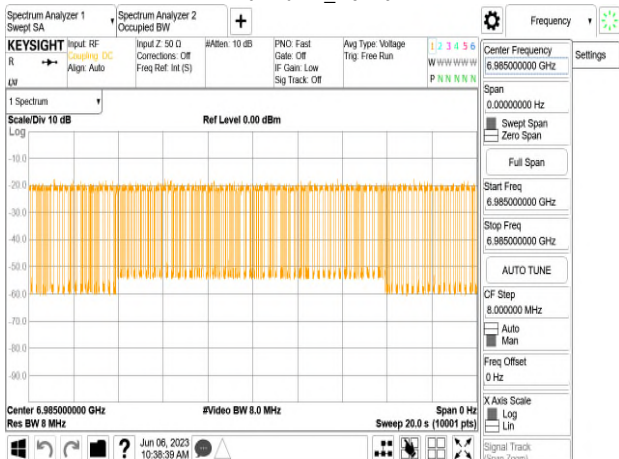 Spectrum Analyzer 1
Swept SA
Spectrum Analyzer 2
Occupied BW
+
Frequency
KEYSIGHT
R
Input: RF
Coupling: DC
Align: Auto
Input Z: 50 Ω
Corrections: Off
Freq Ref: Int (S)
#Atten: 10 dB
PNO: Fast
Gate: Off
IF Gain: Low
Sig Track: Off
Avg Type: Voltage
Trig: Free Run
1 2 3 4 5 6
W W W W W W
P N N N N N
1 Spectrum
Scale/Div 10 dB
Ref Level 0.00 dBm
Log
-10.0
-20.0
-30.0
-40.0
-50.0
-60.0
-70.0
-80.0
-90.0
Center 6.985000000 GHz
#Video BW 8.0 MHz
Span 0 Hz
Res BW 8 MHz
Sweep 20.0 s (10001 pts)
?
Jun 06, 2023
10:38:39 AM
Center Frequency
6.985000000 GHz
Span
0.00000000 Hz
Swept Span
Zero Span
Full Span
Start Freq
6.985000000 GHz
Stop Freq
6.985000000 GHz
AUTO TUNE
CF Step
8.000000 MHz
Auto
Man
Freq Offset
0 Hz
X Axis Scale
Log
Lin
Signal Track
(Span Zoom)
Settings